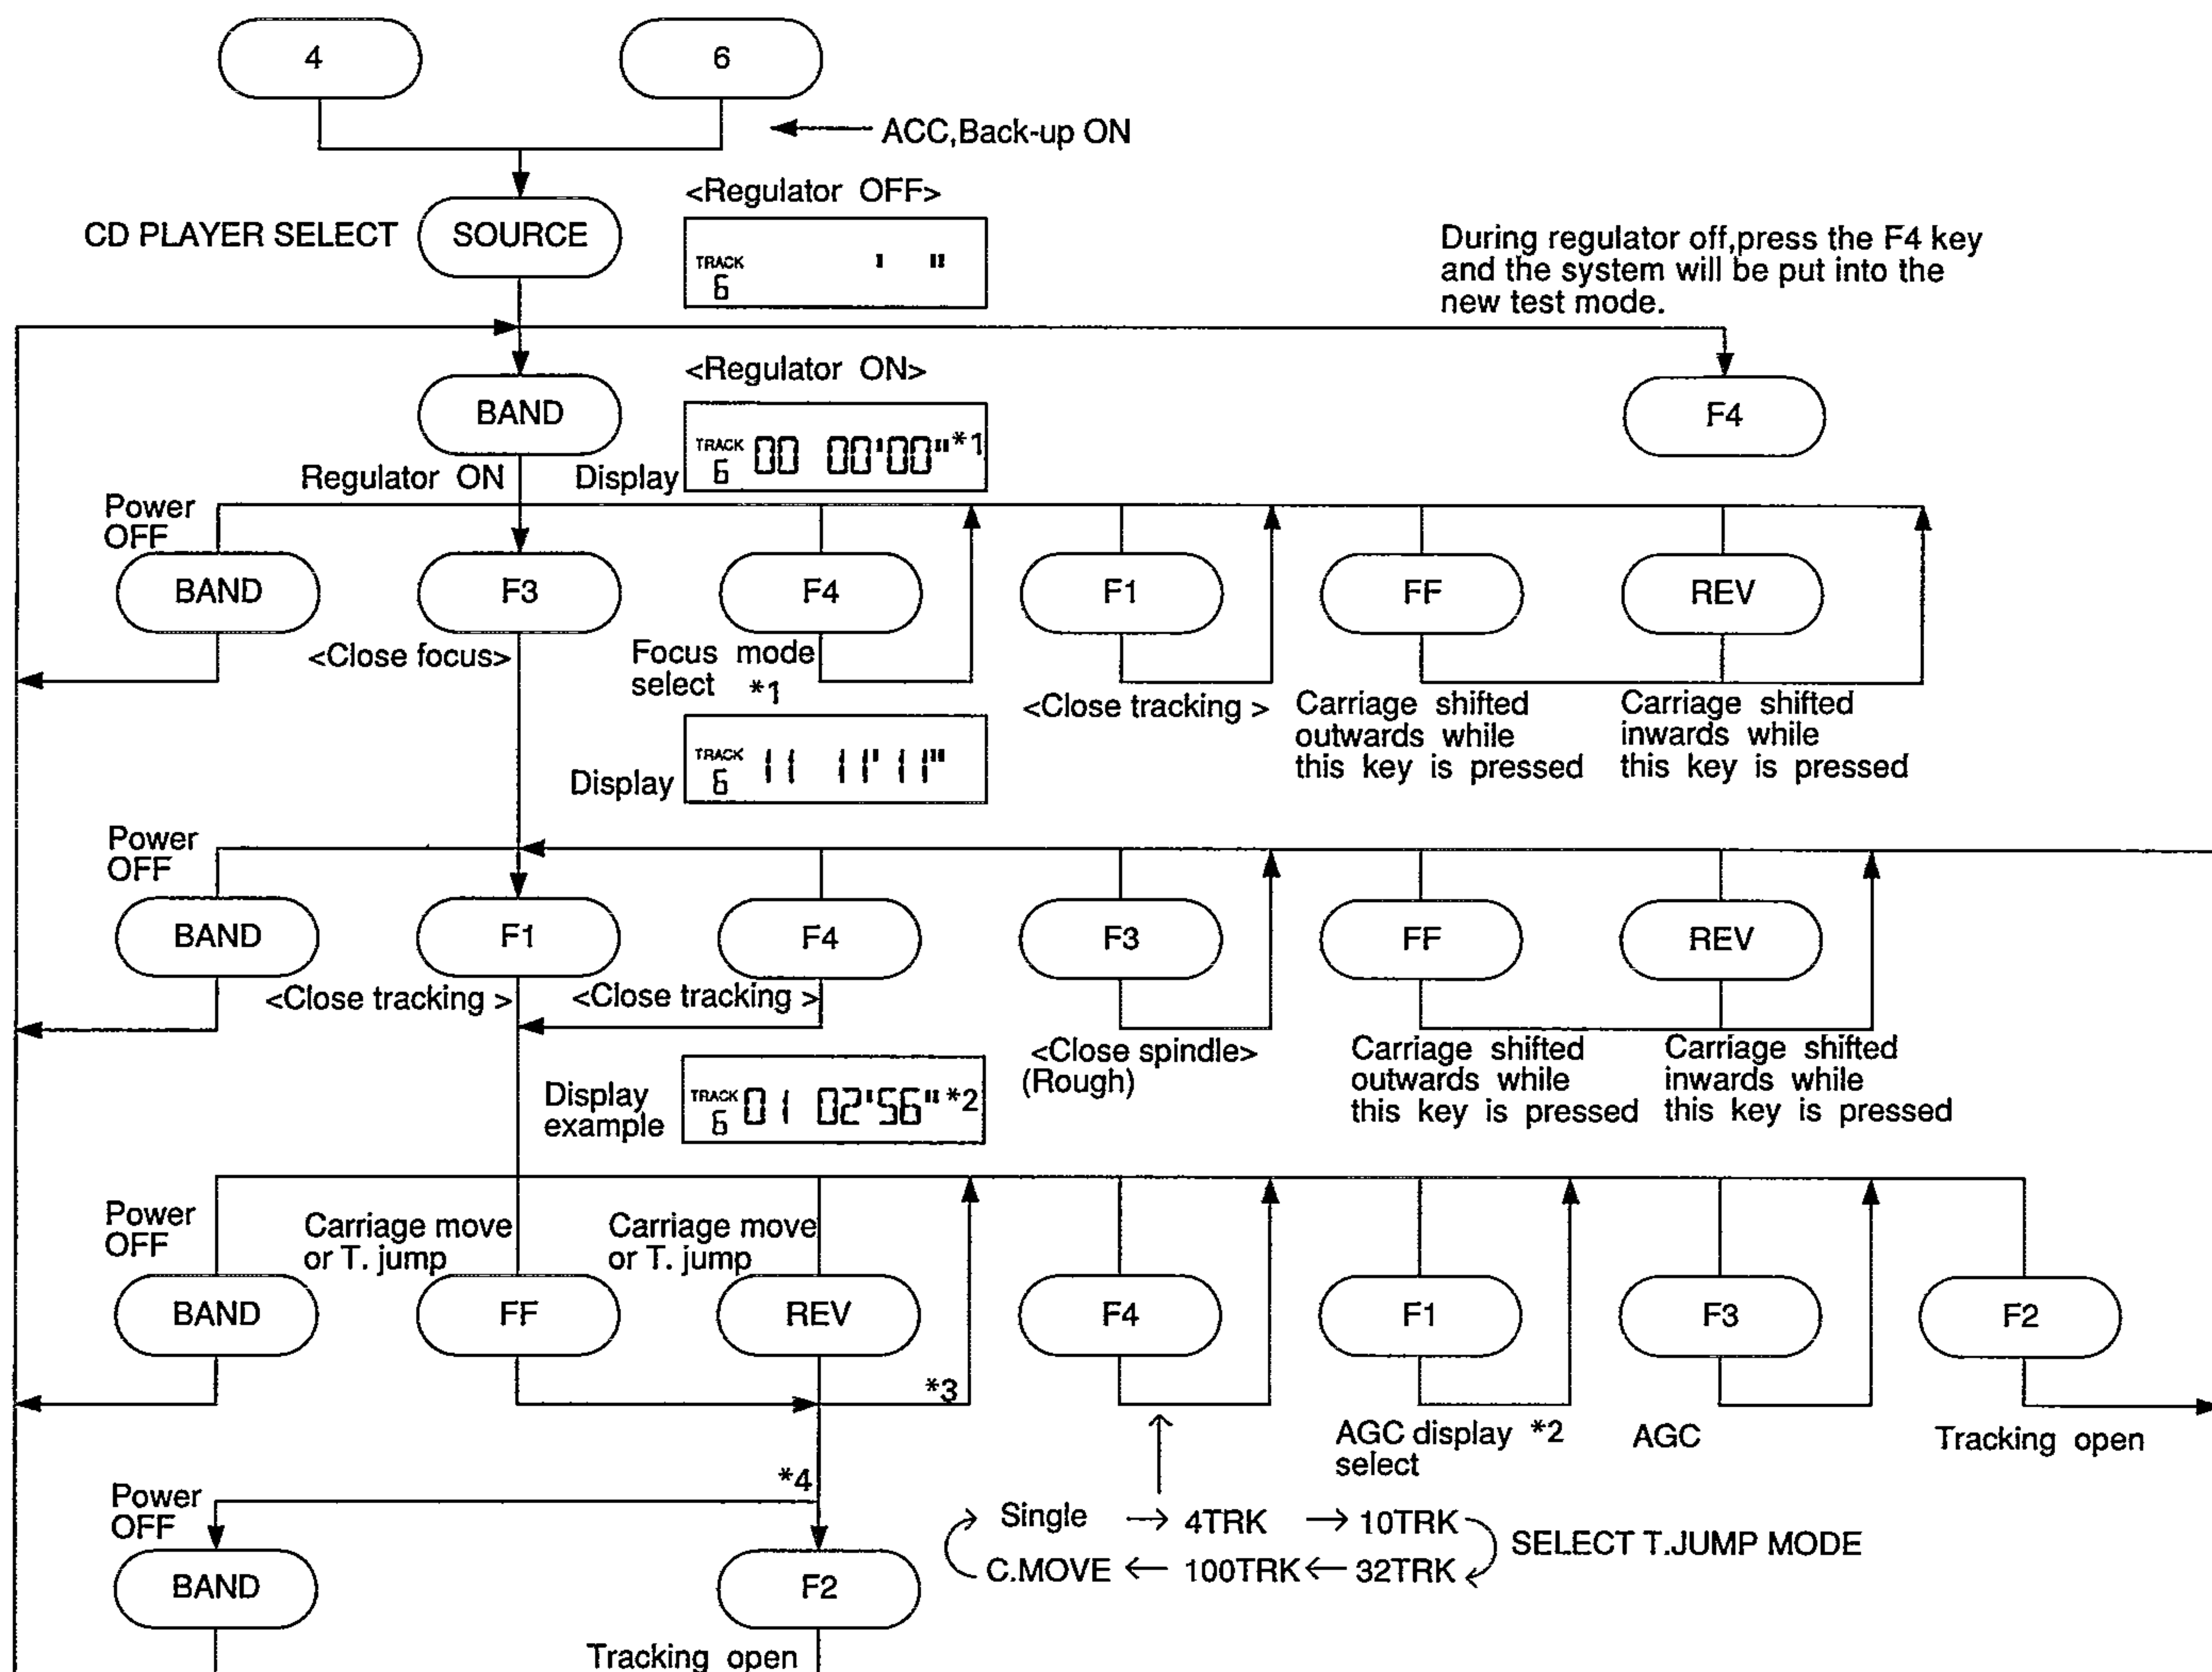 4
6
ACC,Back-up ON
<Regulator OFF>
CD PLAYER SELECT
SOURCE
TRACK
6 ' "
During regulator off,press the F4 key
and the system will be put into the
new test mode.
<Regulator ON>
BAND
TRACK
6 00 00'00" *1
F4
Regulator ON
Display
Power
OFF
BAND
F3
F4
F1
FF
REV
<Close focus>
Focus mode
select *1
<Close tracking >
Carriage shifted
outwards while
this key is pressed
Carriage shifted
inwards while
this key is pressed
Display
TRACK
6 11 11'11"
Power
OFF
BAND
F1
F4
F3
FF
REV
<Close tracking >
<Close tracking >
<Close spindle>
(Rough)
Carriage shifted
outwards while
this key is pressed
Carriage shifted
inwards while
this key is pressed
Display
example
TRACK
6 01 02'56" *2
Power
OFF
Carriage move
or T. jump
Carriage move
or T. jump
BAND
FF
REV
F4
F1
F3
F2
*3
AGC display *2
select
AGC
Tracking open
*4
Power
OFF
Single → 4TRK → 10TRK
C.MOVE ← 100TRK ← 32TRK
SELECT T.JUMP MODE
BAND
F2
Tracking open